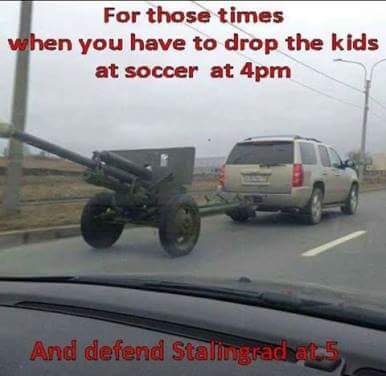 For those times
when you have to drop the kids
at soccer at 4pm
And defend Stalingrad at 5